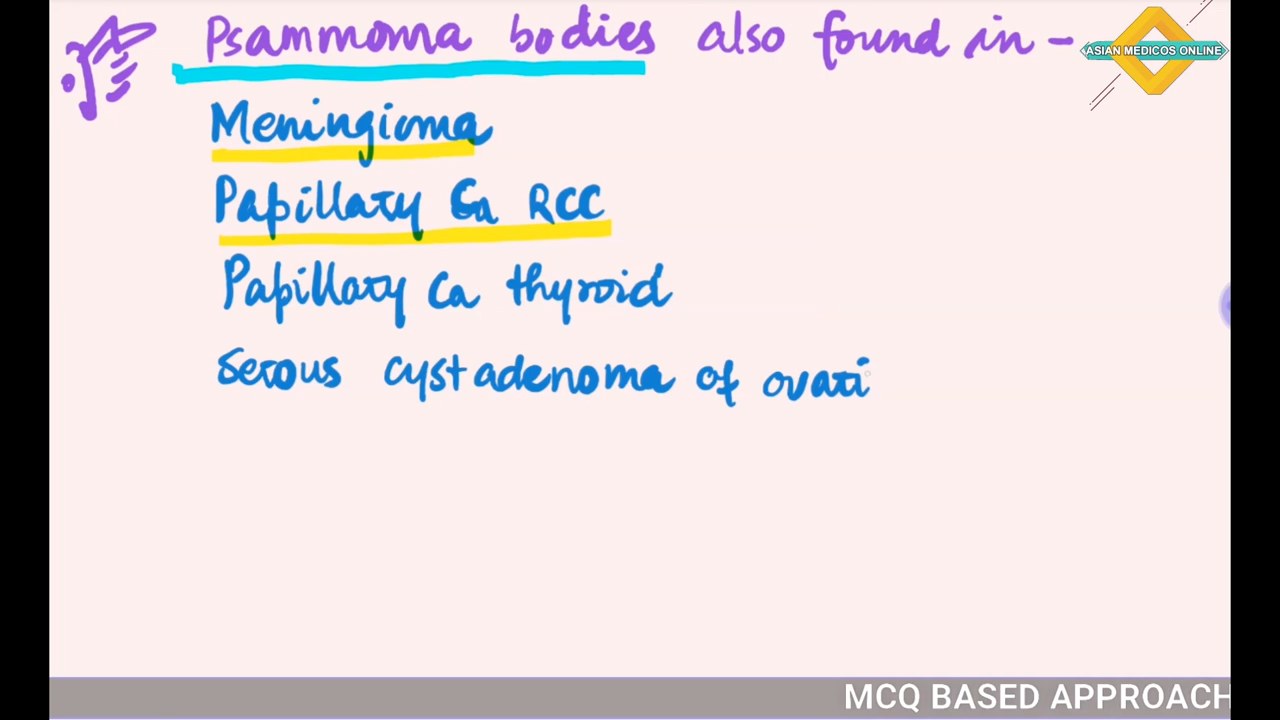 Psammoma bodies also found in -
ASIAN MEDICOS ONLINE
Meningioma
Papillary Ca RCC
Papillary Ca thyroid
Serous cystadenoma of ovari
MCQ BASED APPROACH